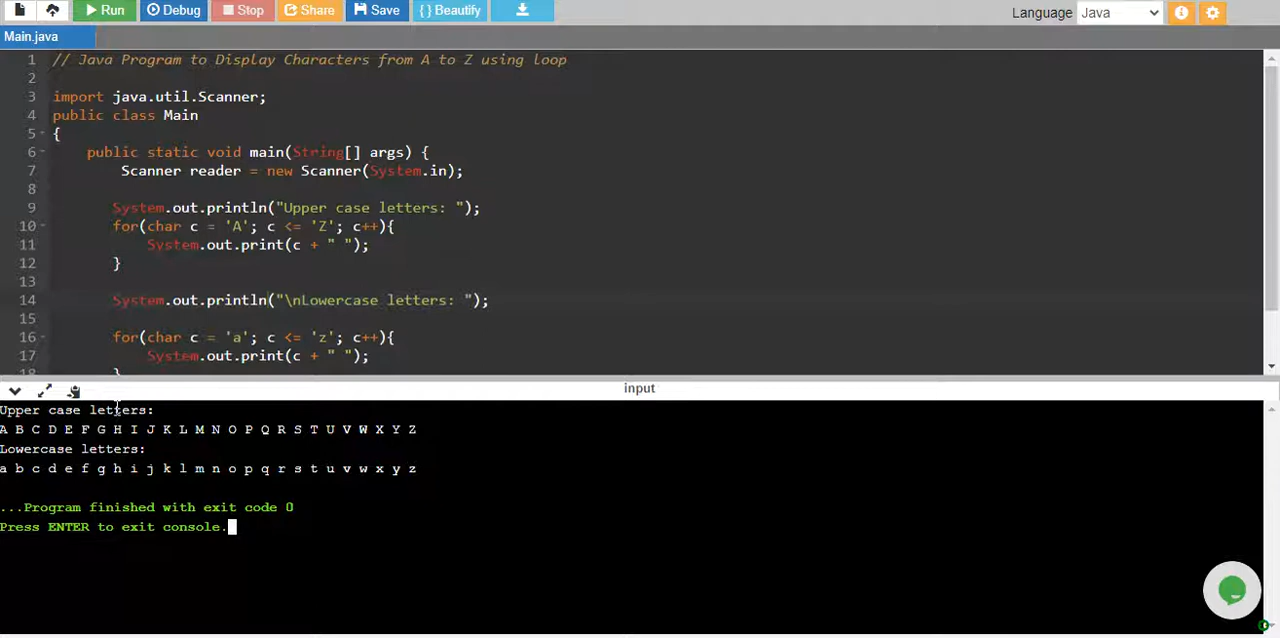 Run Debug Stop Share Save { } Beautify Language Java
Main.java
1 // Java Program to Display Characters from A to Z using loop
2
3 import java.util.Scanner;
4 public class Main
5 {
6 public static void main(String[] args) {
7 Scanner reader = new Scanner(System.in);
8
9 System.out.println("Upper case letters: ");
10 for(char c = 'A'; c <= 'Z'; c++){
11 System.out.print(c + " ");
12 }
13
14 System.out.println("\nLowercase letters: ");
15
16 for(char c = 'a'; c <= 'z'; c++){
17 System.out.print(c + " ");
18 }
input
Upper case letters:
A B C D E F G H I J K L M N O P Q R S T U V W X Y Z
Lowercase letters:
a b c d e f g h i j k l m n o p q r s t u v w x y z
...Program finished with exit code 0
Press ENTER to exit console.